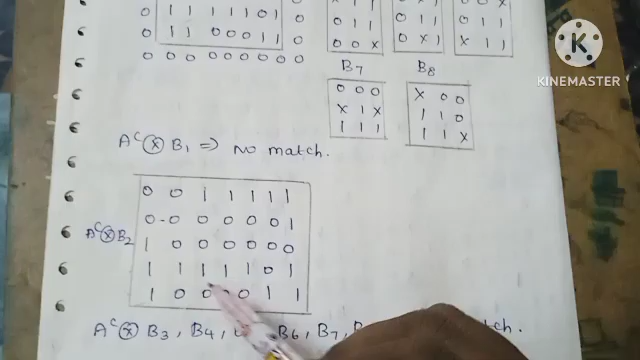 0 1 1 1 1 1 0 1 0
0 1 1 0 0 0 1 1 0
0 0 0 0 0 0 0 0 0
0 1 1
0 0 x
0 1 1
0 x 1
0 1 1
x 1 1
KINEMASTER
B7
B8
0 0 0
x 1 x
1 1 1
x 0 0
1 1 0
1 1 x
A^c ⊗ B1 ⇒ No match.
A^c ⊗ B2
0 0 1 1 1 1 1
0 0 0 0 0 0 1
1 0 0 0 0 0 0
1 1 1 1 1 0 1
1 0 0 0 0 1 1
A^c ⊗ B3, B4, B6, B7, ch.